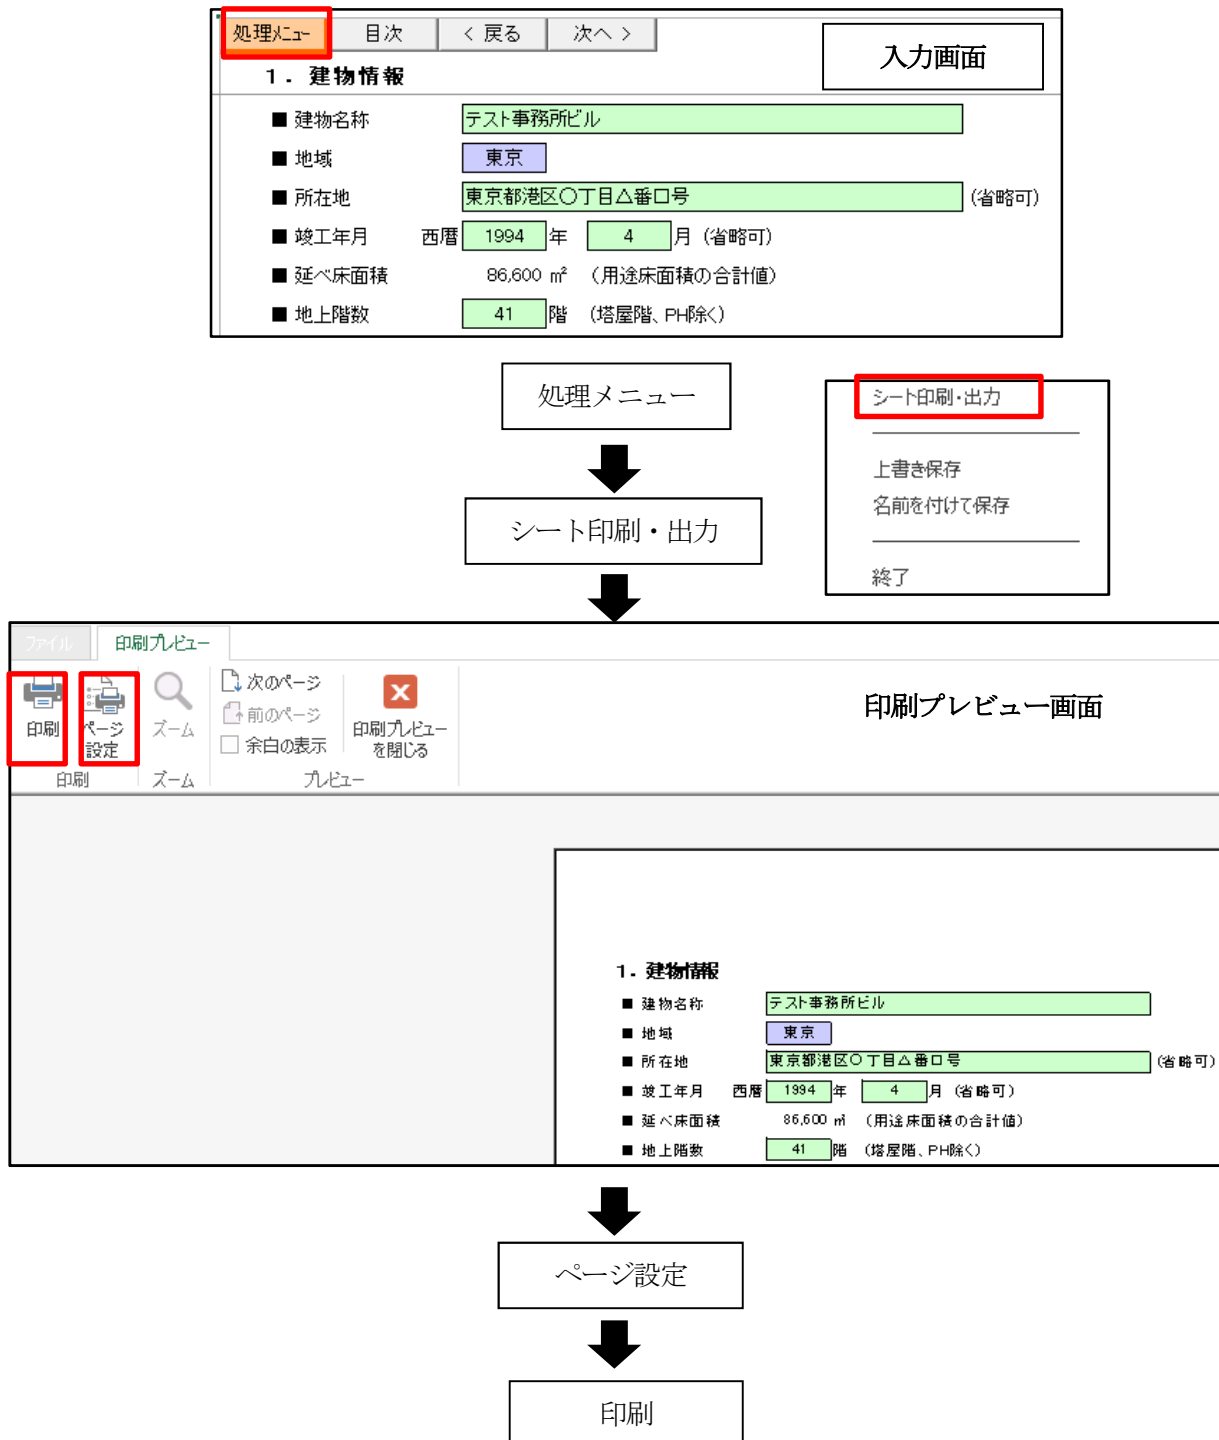 処理メニュー 目次 < 戻る 次へ >
入力画面
1. 建物情報
■ 建物名称 テスト事務所ビル
■ 地域 東京
■ 所在地 東京都港区〇丁目△番口号 (省略可)
■ 竣工年月 西暦 1994 年 4 月 (省略可)
■ 延べ床面積 86,600 ㎡ (用途床面積の合計値)
■ 地上階数 41 階 (塔屋階、PH除く)
処理メニュー
シート印刷・出力
上書き保存
名前を付けて保存
終了
シート印刷・出力
ファイル 印刷プレビュー
印刷
ページ
設定
ズーム
次のページ
前のページ
余白の表示
印刷プレビュー
を閉じる
印刷 ズーム プレビュー
印刷プレビュー画面
1. 建物情報
■ 建物名称 テスト事務所ビル
■ 地域 東京
■ 所在地 東京都港区〇丁目△番口号 (省略可)
■ 竣工年月 西暦 1994 年 4 月 (省略可)
■ 延べ床面積 86,600 ㎡ (用途床面積の合計値)
■ 地上階数 41 階 (塔屋階、PH除く)
ページ設定
印刷